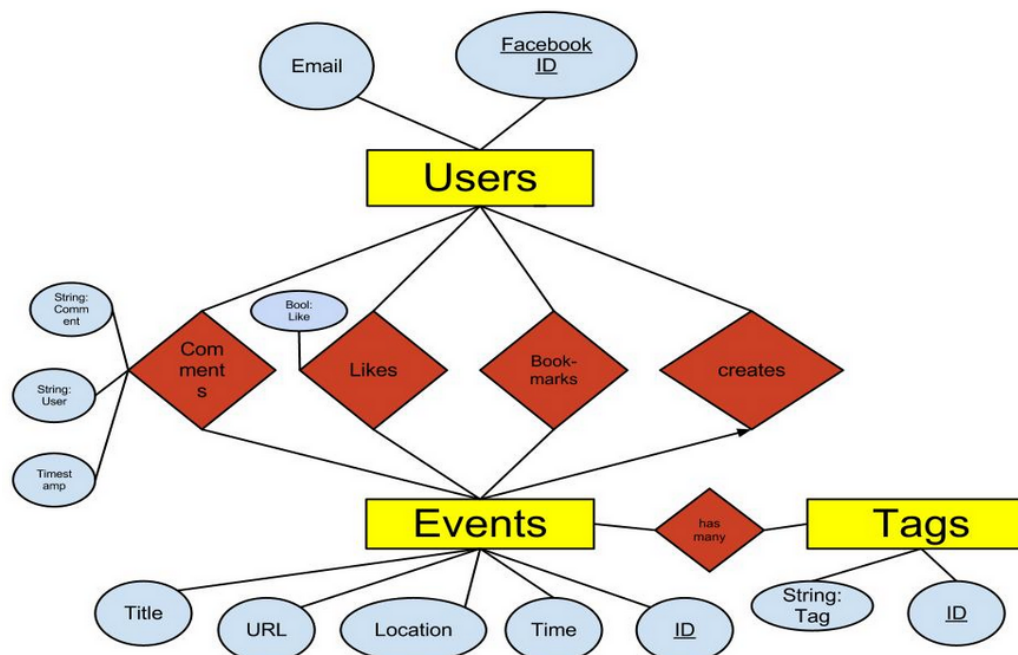 Email
Facebook
ID
Users
String:
Comm
ent
Bool:
Like
Com
ment
s
Likes
Book-
marks
creates
String:
User
Timest
amp
Events
has
many
Tags
Title
URL
Location
Time
ID
String:
Tag
ID